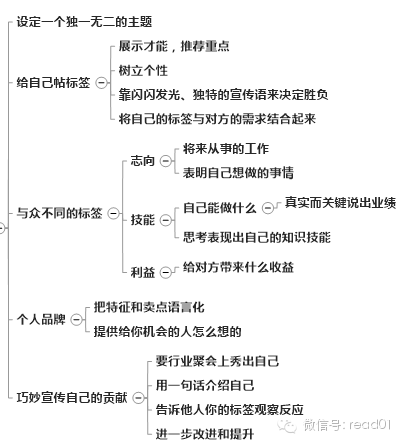 设定一个独一无二的主题
给自己帖标签
展示才能，推荐重点
树立个性
靠闪闪发光、独特的宣传语来决定胜负
将自己的标签与对方的需求结合起来
与众不同的标签
志向
将来从事的工作
表明自己想做的事情
技能
自己能做什么
真实而关键说出业绩
思考表现出自己的知识技能
利益
给对方带来什么收益
个人品牌
把特征和卖点语言化
提供给你机会的人怎么想的
巧妙宣传自己的贡献
要行业聚会上秀出自己
用一句话介绍自己
告诉他人你的标签观察反应
进一步改进和提升
微信号: read01